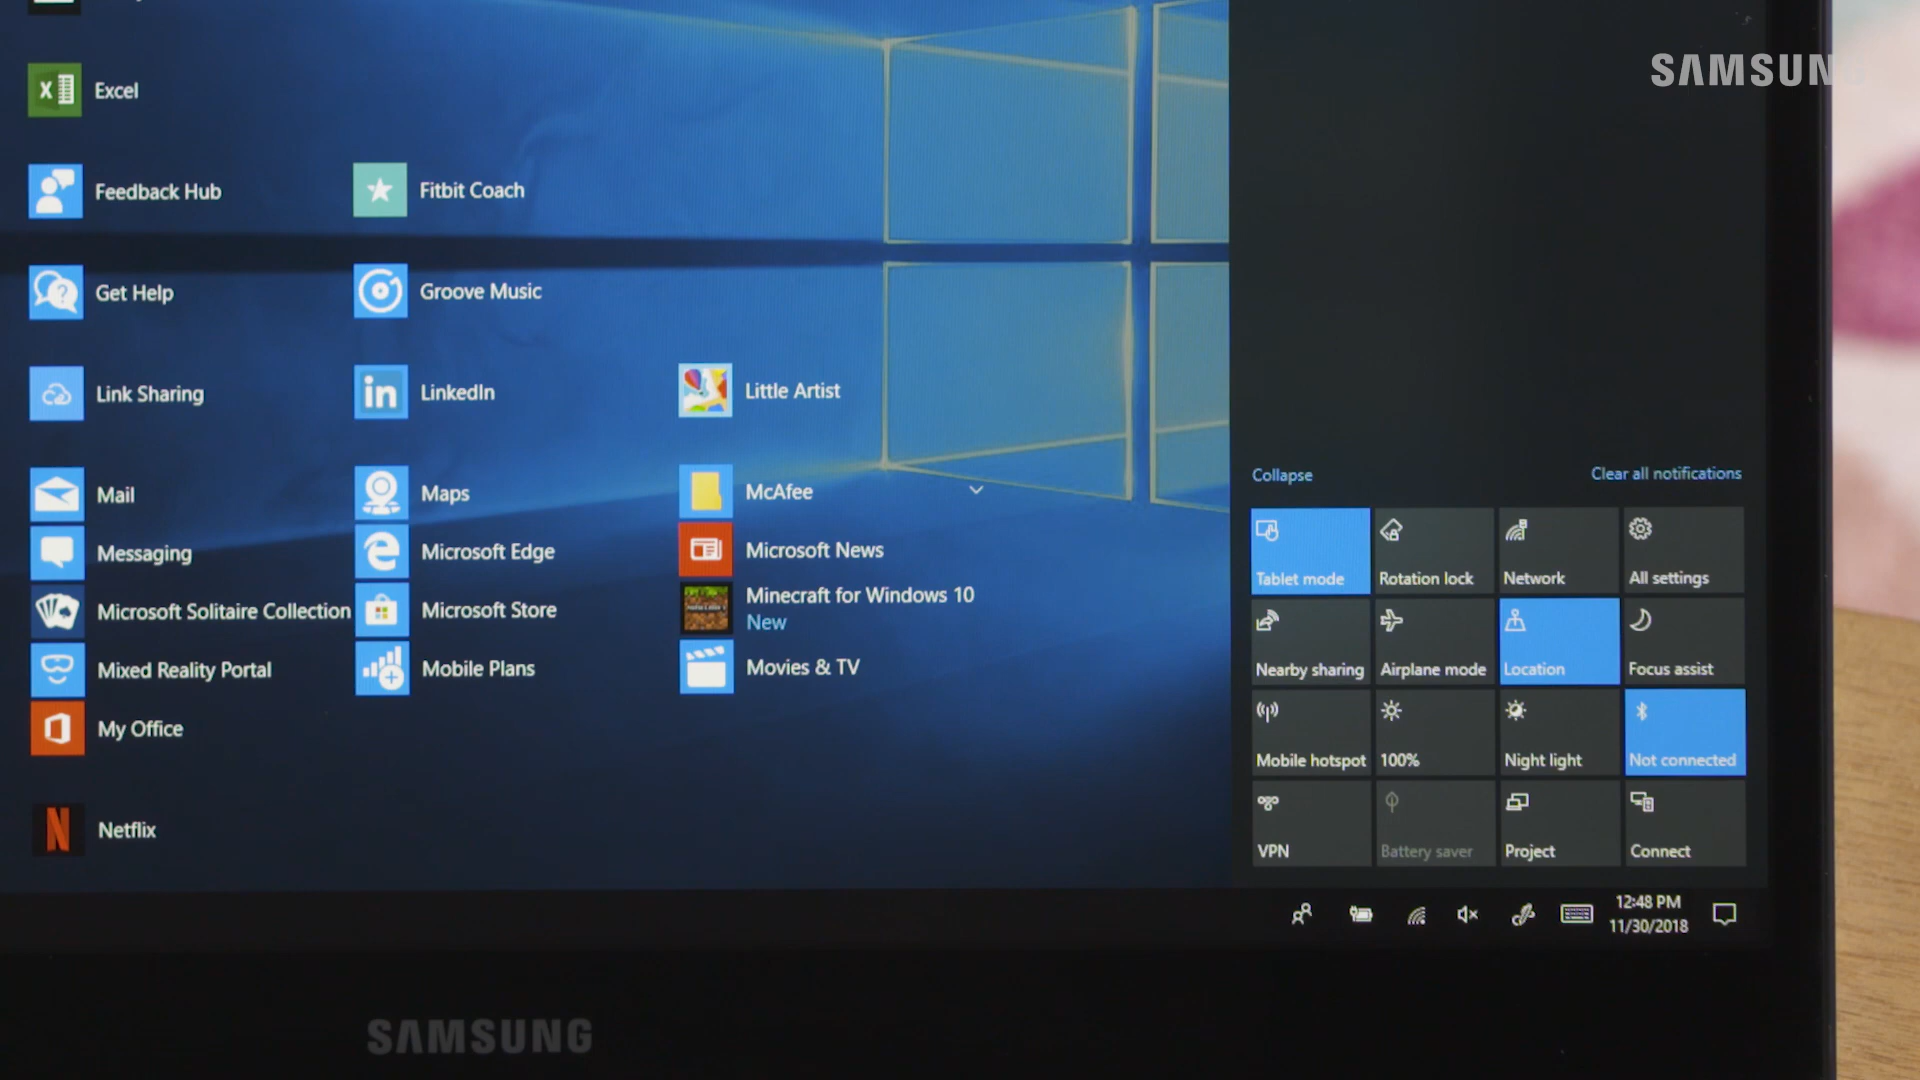 SAMSUNG
Excel
Feedback Hub
Fitbit Coach
Get Help
Groove Music
Link Sharing
LinkedIn
in
Little Artist
Mail
Maps
McAfee
Messaging
Microsoft Edge
Microsoft News
Microsoft Solitaire Collection
Microsoft Store
Minecraft for Windows 10
New
Mixed Reality Portal
Mobile Plans
Movies & TV
My Office
N
Netflix
Collapse
Clear all notifications
Tablet mode
Rotation lock
Network
All settings
Nearby sharing
Airplane mode
Location
Focus assist
Mobile hotspot
100%
Night light
Not connected
VPN
Battery saver
Project
Connect
12:48 PM
11/30/2018
SAMSUNG